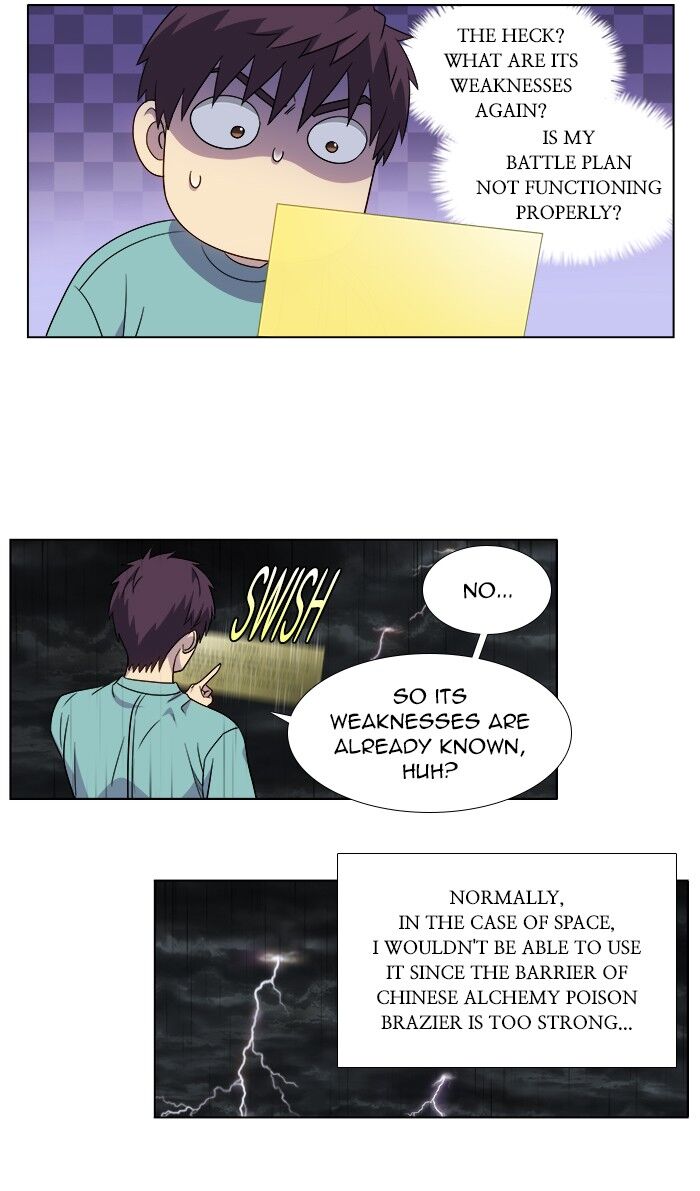 THE HECK?
WHAT ARE ITS
WEAKNESSES
AGAIN?
IS MY
BATTLE PLAN
NOT FUNCTIONING
PROPERLY?
SWISH
NO...
SO ITS
WEAKNESSES ARE
ALREADY KNOWN,
HUH?
NORMALLY,
IN THE CASE OF SPACE,
I WOULDN'T BE ABLE TO USE
IT SINCE THE BARRIER OF
CHINESE ALCHEMY POISON
BRAZIER IS TOO STRONG...